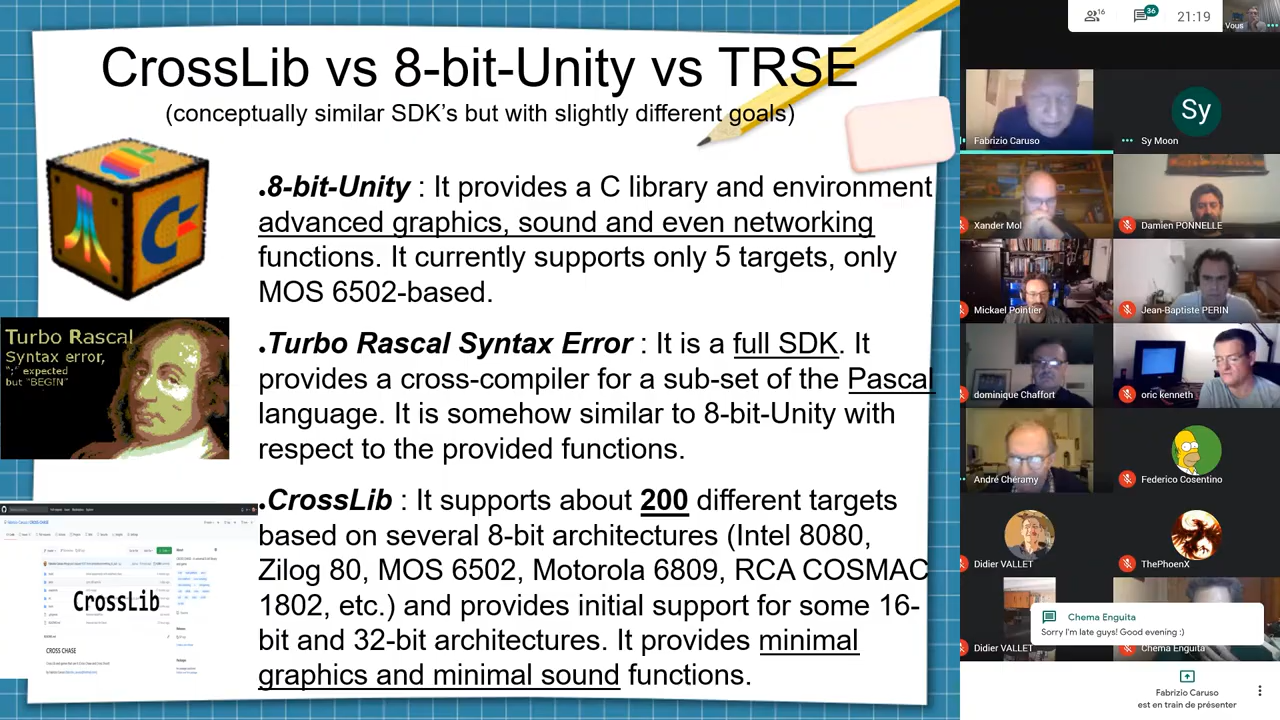 CrossLib vs 8-bit-Unity vs TRSE
(conceptually similar SDK's but with slightly different goals)
•8-bit-Unity : It provides a C library and environment
advanced graphics, sound and even networking
functions. It currently supports only 5 targets, only
MOS 6502-based.
Turbo Rascal
Syntax error,
";" expected
but "BEGIN"
•Turbo Rascal Syntax Error : It is a full SDK. It
provides a cross-compiler for a sub-set of the Pascal
language. It is somehow similar to 8-bit-Unity with
respect to the provided functions.
CrossLib
CROSS CHASE
•CrossLib : It supports about 200 different targets
based on several 8-bit architectures (Intel 8080,
Zilog 80, MOS 6502, Motorola 6809, RCA COSMAC
1802, etc.) and provides initial support for some 16-
bit and 32-bit architectures. It provides minimal
graphics and minimal sound functions.
16
36
21:19
Vous
Fabrizio Caruso
Sy
Sy Moon
Xander Mol
Damien PONNELLE
Mickael Pointier
Jean-Baptiste PERIN
dominique Chaffort
oric kenneth
André Chéramy
Federico Cosentino
Didier VALLET
ThePhoenX
Chema Enguita
Sorry I'm late guys! Good evening :)
Didier VALLET
Chema Enguita
Fabrizio Caruso
est en train de présenter